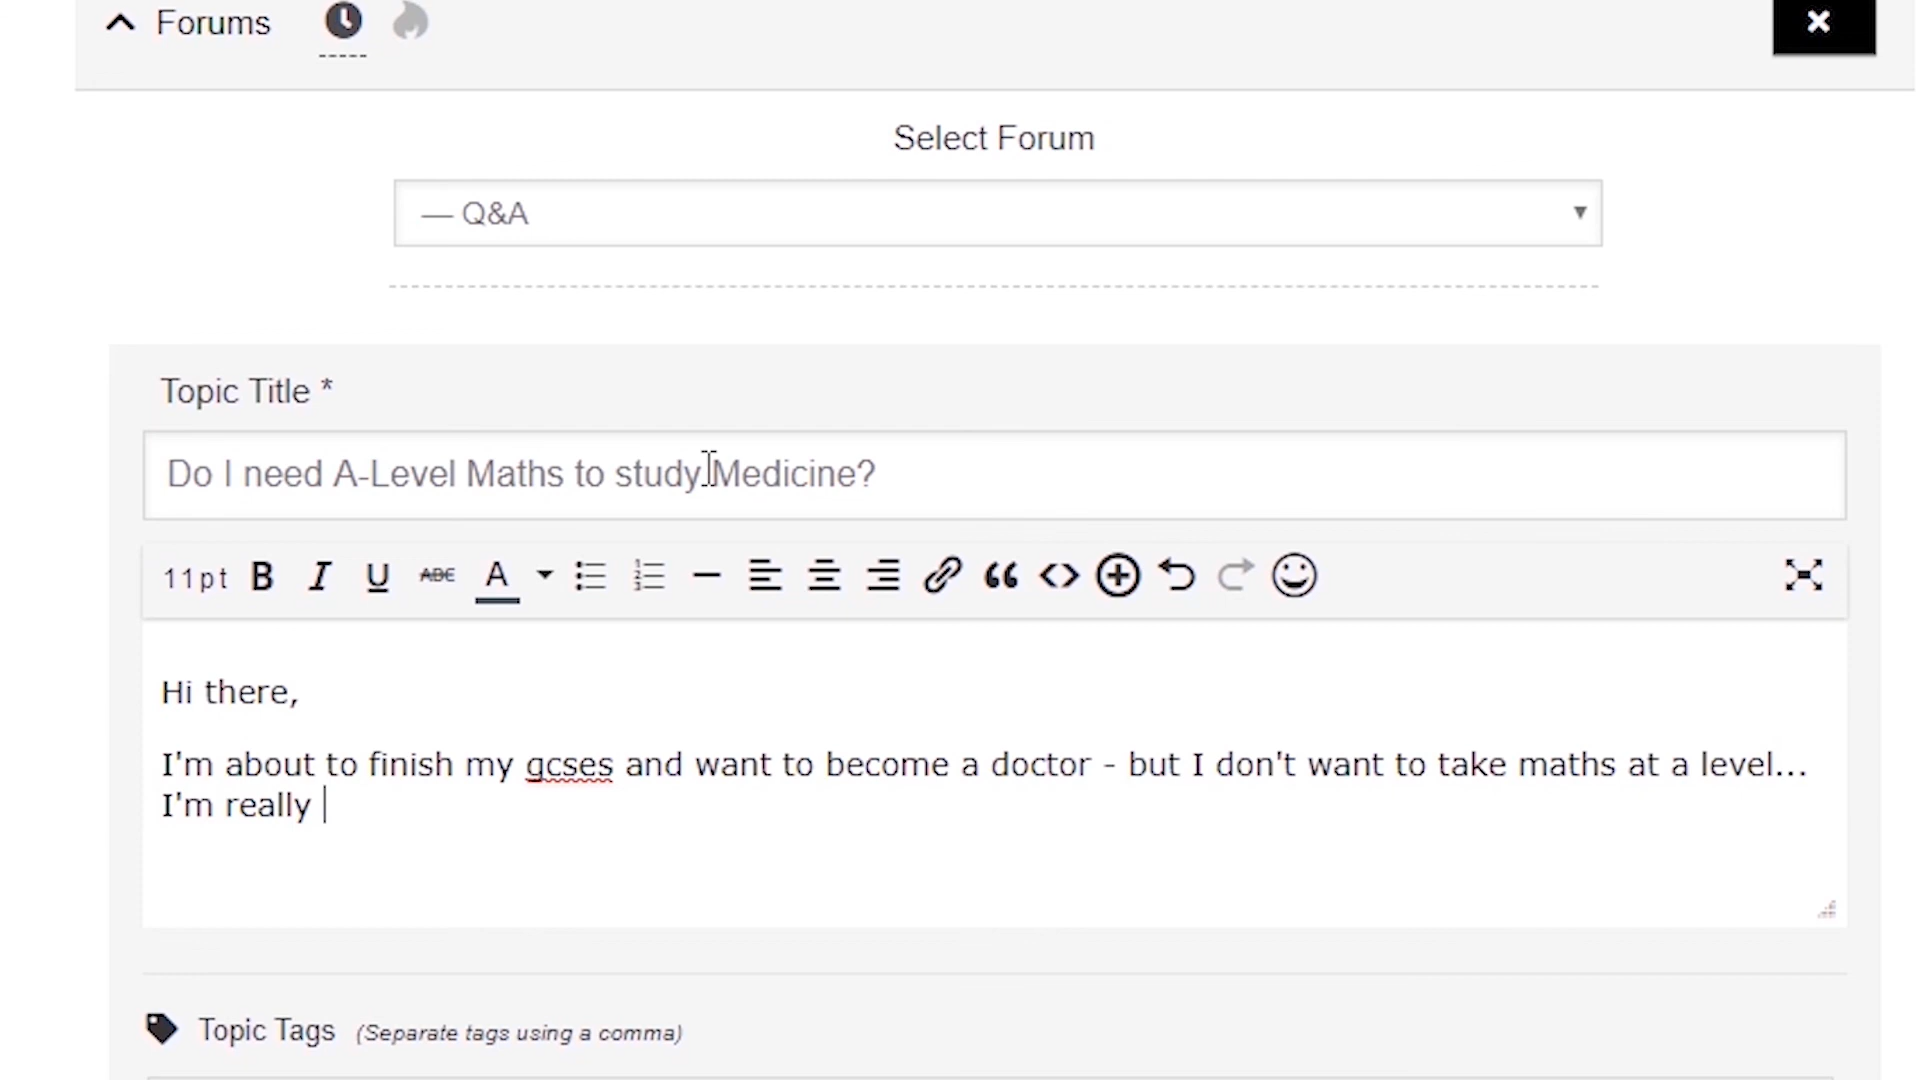 Forums
Select Forum
— Q&A
Topic Title *
Do I need A-Level Maths to study Medicine?
11pt B I U ABC A
Hi there,
I'm about to finish my gcses and want to become a doctor - but I don't want to take maths at a level...
I'm really
Topic Tags (Separate tags using a comma)